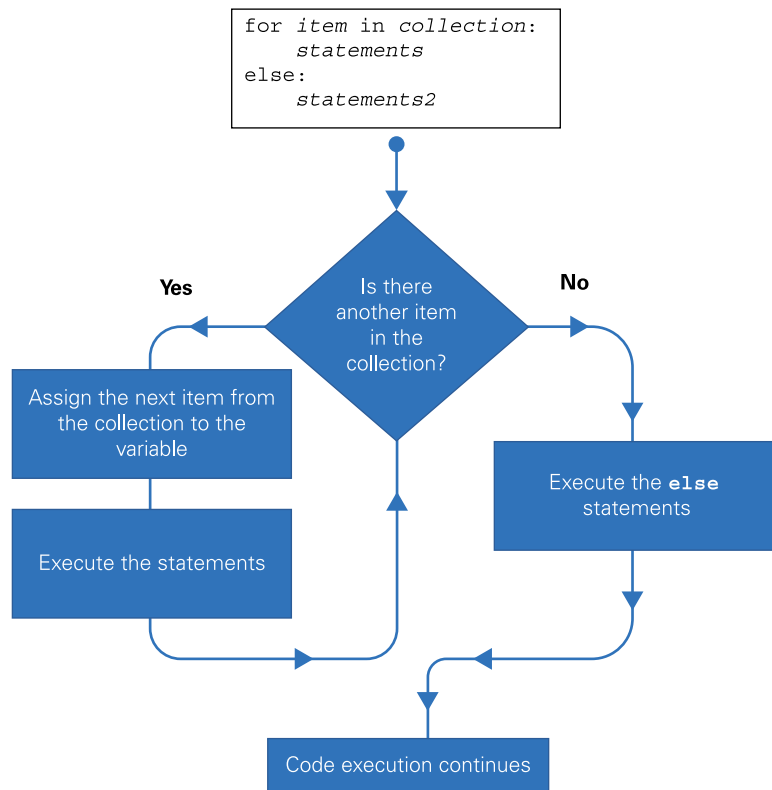 for item in collection:
    statements
else:
    statements2
Is there
another item
in the
collection?
Yes
No
Assign the next item from
the collection to the
variable
Execute the statements
Execute the else
statements
Code execution continues